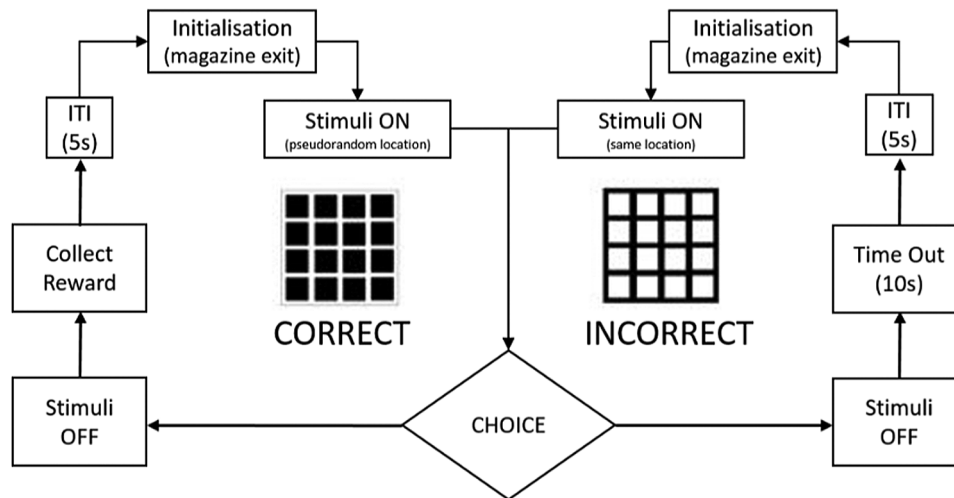 Initialisation
(magazine exit)
Initialisation
(magazine exit)
ITI
(5s)
Stimuli ON
(pseudorandom location)
Stimuli ON
(same location)
ITI
(5s)
Collect
Reward
Time Out
(10s)
CORRECT
INCORRECT
Stimuli
OFF
CHOICE
Stimuli
OFF